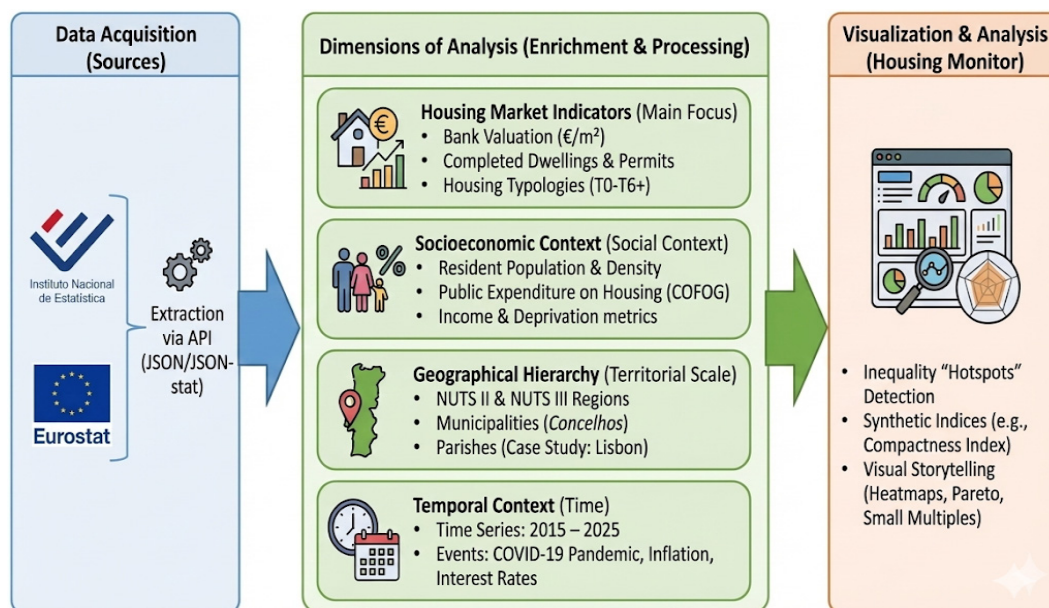 Data Acquisition
(Sources)
Instituto Nacional
de Estatística
Eurostat
Extraction
via API
(JSON/JSON-
stat)
Dimensions of Analysis (Enrichment & Processing)
Housing Market Indicators (Main Focus)
• Bank Valuation (€/m²)
• Completed Dwellings & Permits
• Housing Typologies (T0-T6+)
Socioeconomic Context (Social Context)
• Resident Population & Density
• Public Expenditure on Housing (COFOG)
• Income & Deprivation metrics
Geographical Hierarchy (Territorial Scale)
• NUTS II & NUTS III Regions
• Municipalities (Concelhos)
• Parishes (Case Study: Lisbon)
Temporal Context (Time)
• Time Series: 2015 – 2025
• Events: COVID-19 Pandemic, Inflation,
Interest Rates
Visualization & Analysis
(Housing Monitor)
• Inequality “Hotspots”
Detection
• Synthetic Indices (e.g.,
Compactness Index)
• Visual Storytelling
(Heatmaps, Pareto,
Small Multiples)